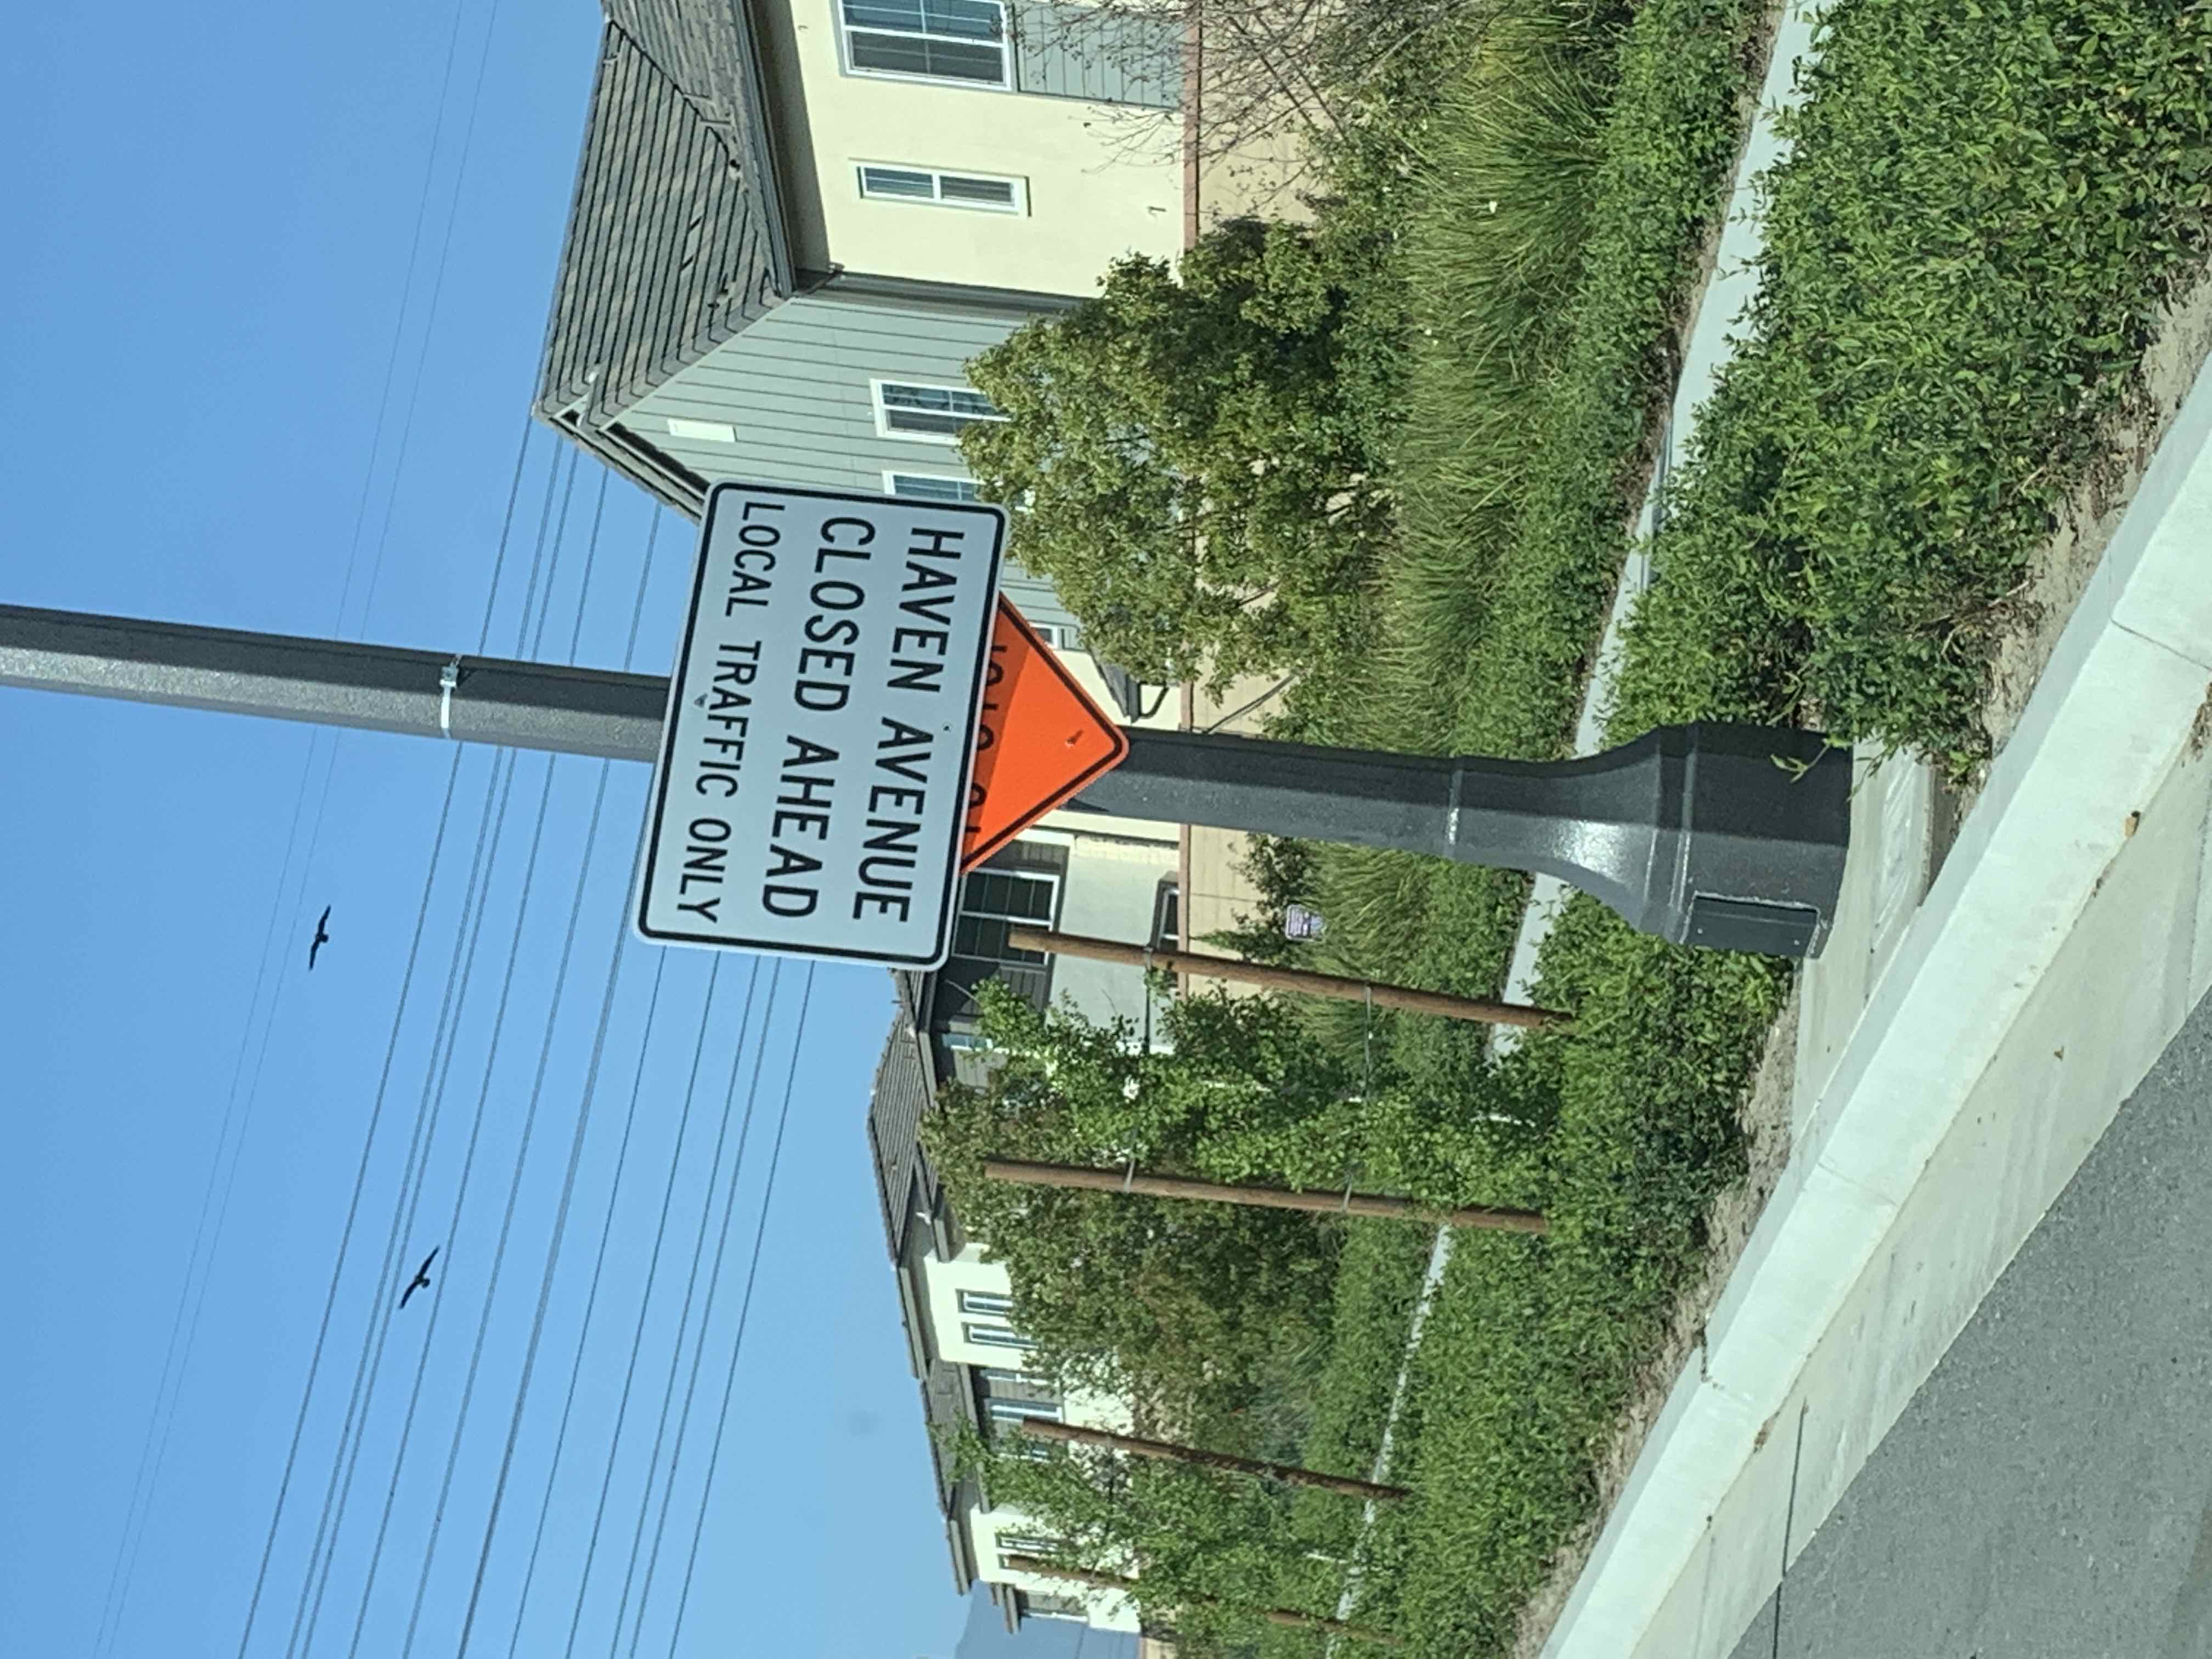 HAVEN AVENUE
CLOSED AHEAD
LOCAL TRAFFIC ONLY